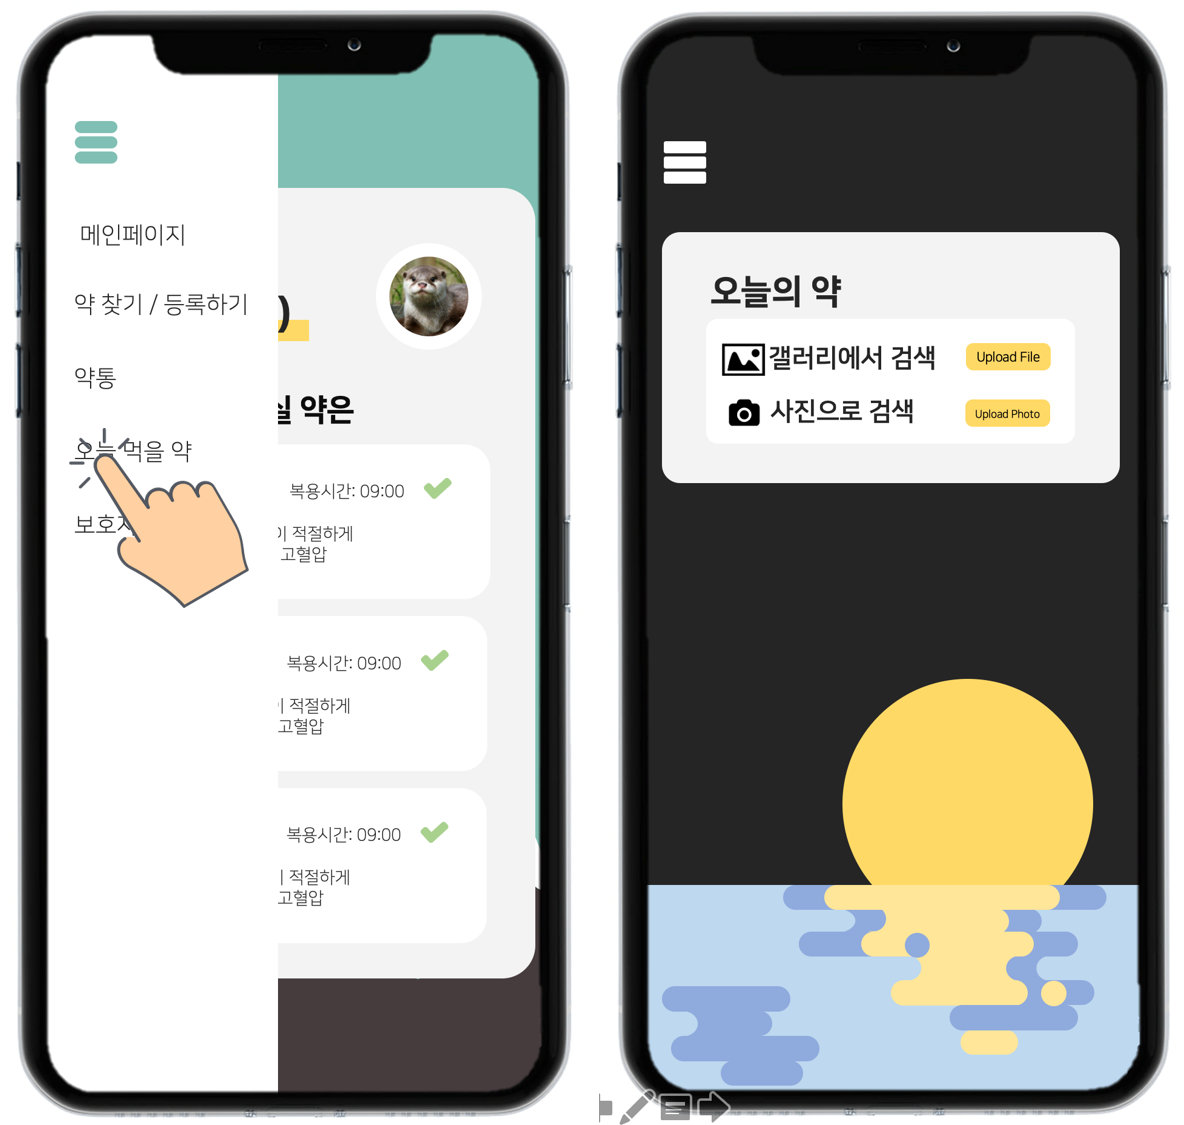 메인페이지
약 찾기 / 등록하기
약통
오늘 먹을 약
보호자
)
실 약은
복용시간: 09:00
이 적절하게
고혈압
복용시간: 09:00
적절하게
고혈압
복용시간: 09:00
적절하게
고혈압
오늘의 약
갤러리에서 검색
Upload File
사진으로 검색
Upload Photo